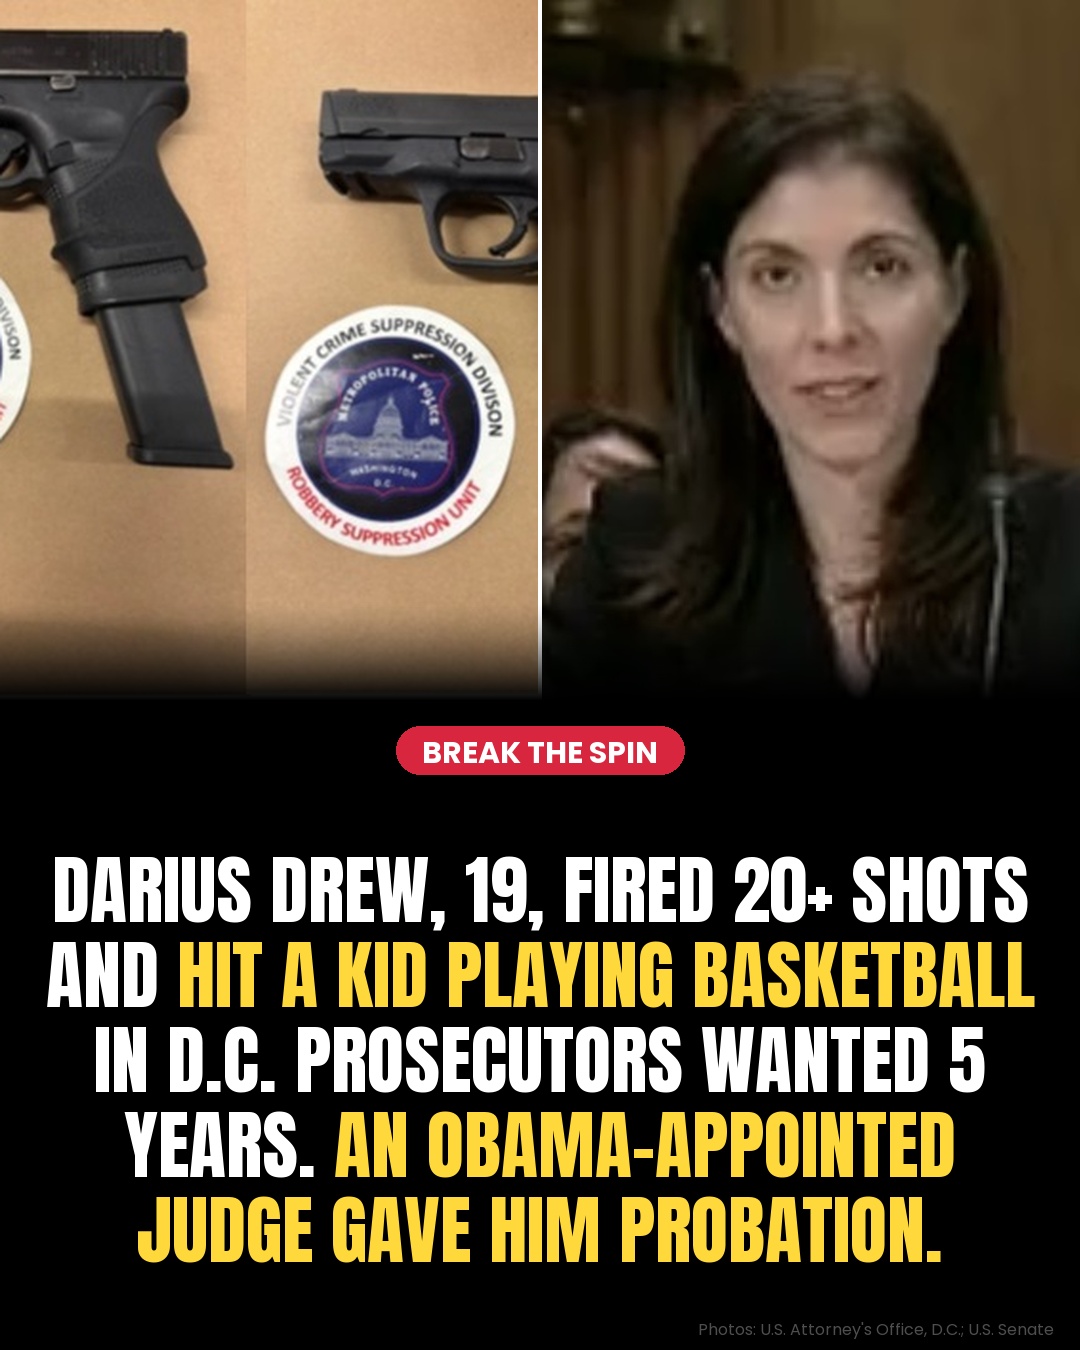 VIOLENT CRIME SUPPRESSION DIVISON
METROPOLITAN POLICE
WASHINGTON
D.C.
ROBBERY SUPPRESSION UNIT
DIVISON
BREAK THE SPIN
DARIUS DREW, 19, FIRED 20+ SHOTS
AND HIT A KID PLAYING BASKETBALL
IN D.C. PROSECUTORS WANTED 5
YEARS. AN OBAMA-APPOINTED
JUDGE GAVE HIM PROBATION.
Photos: U.S. Attorney's Office, D.C.; U.S. Senate